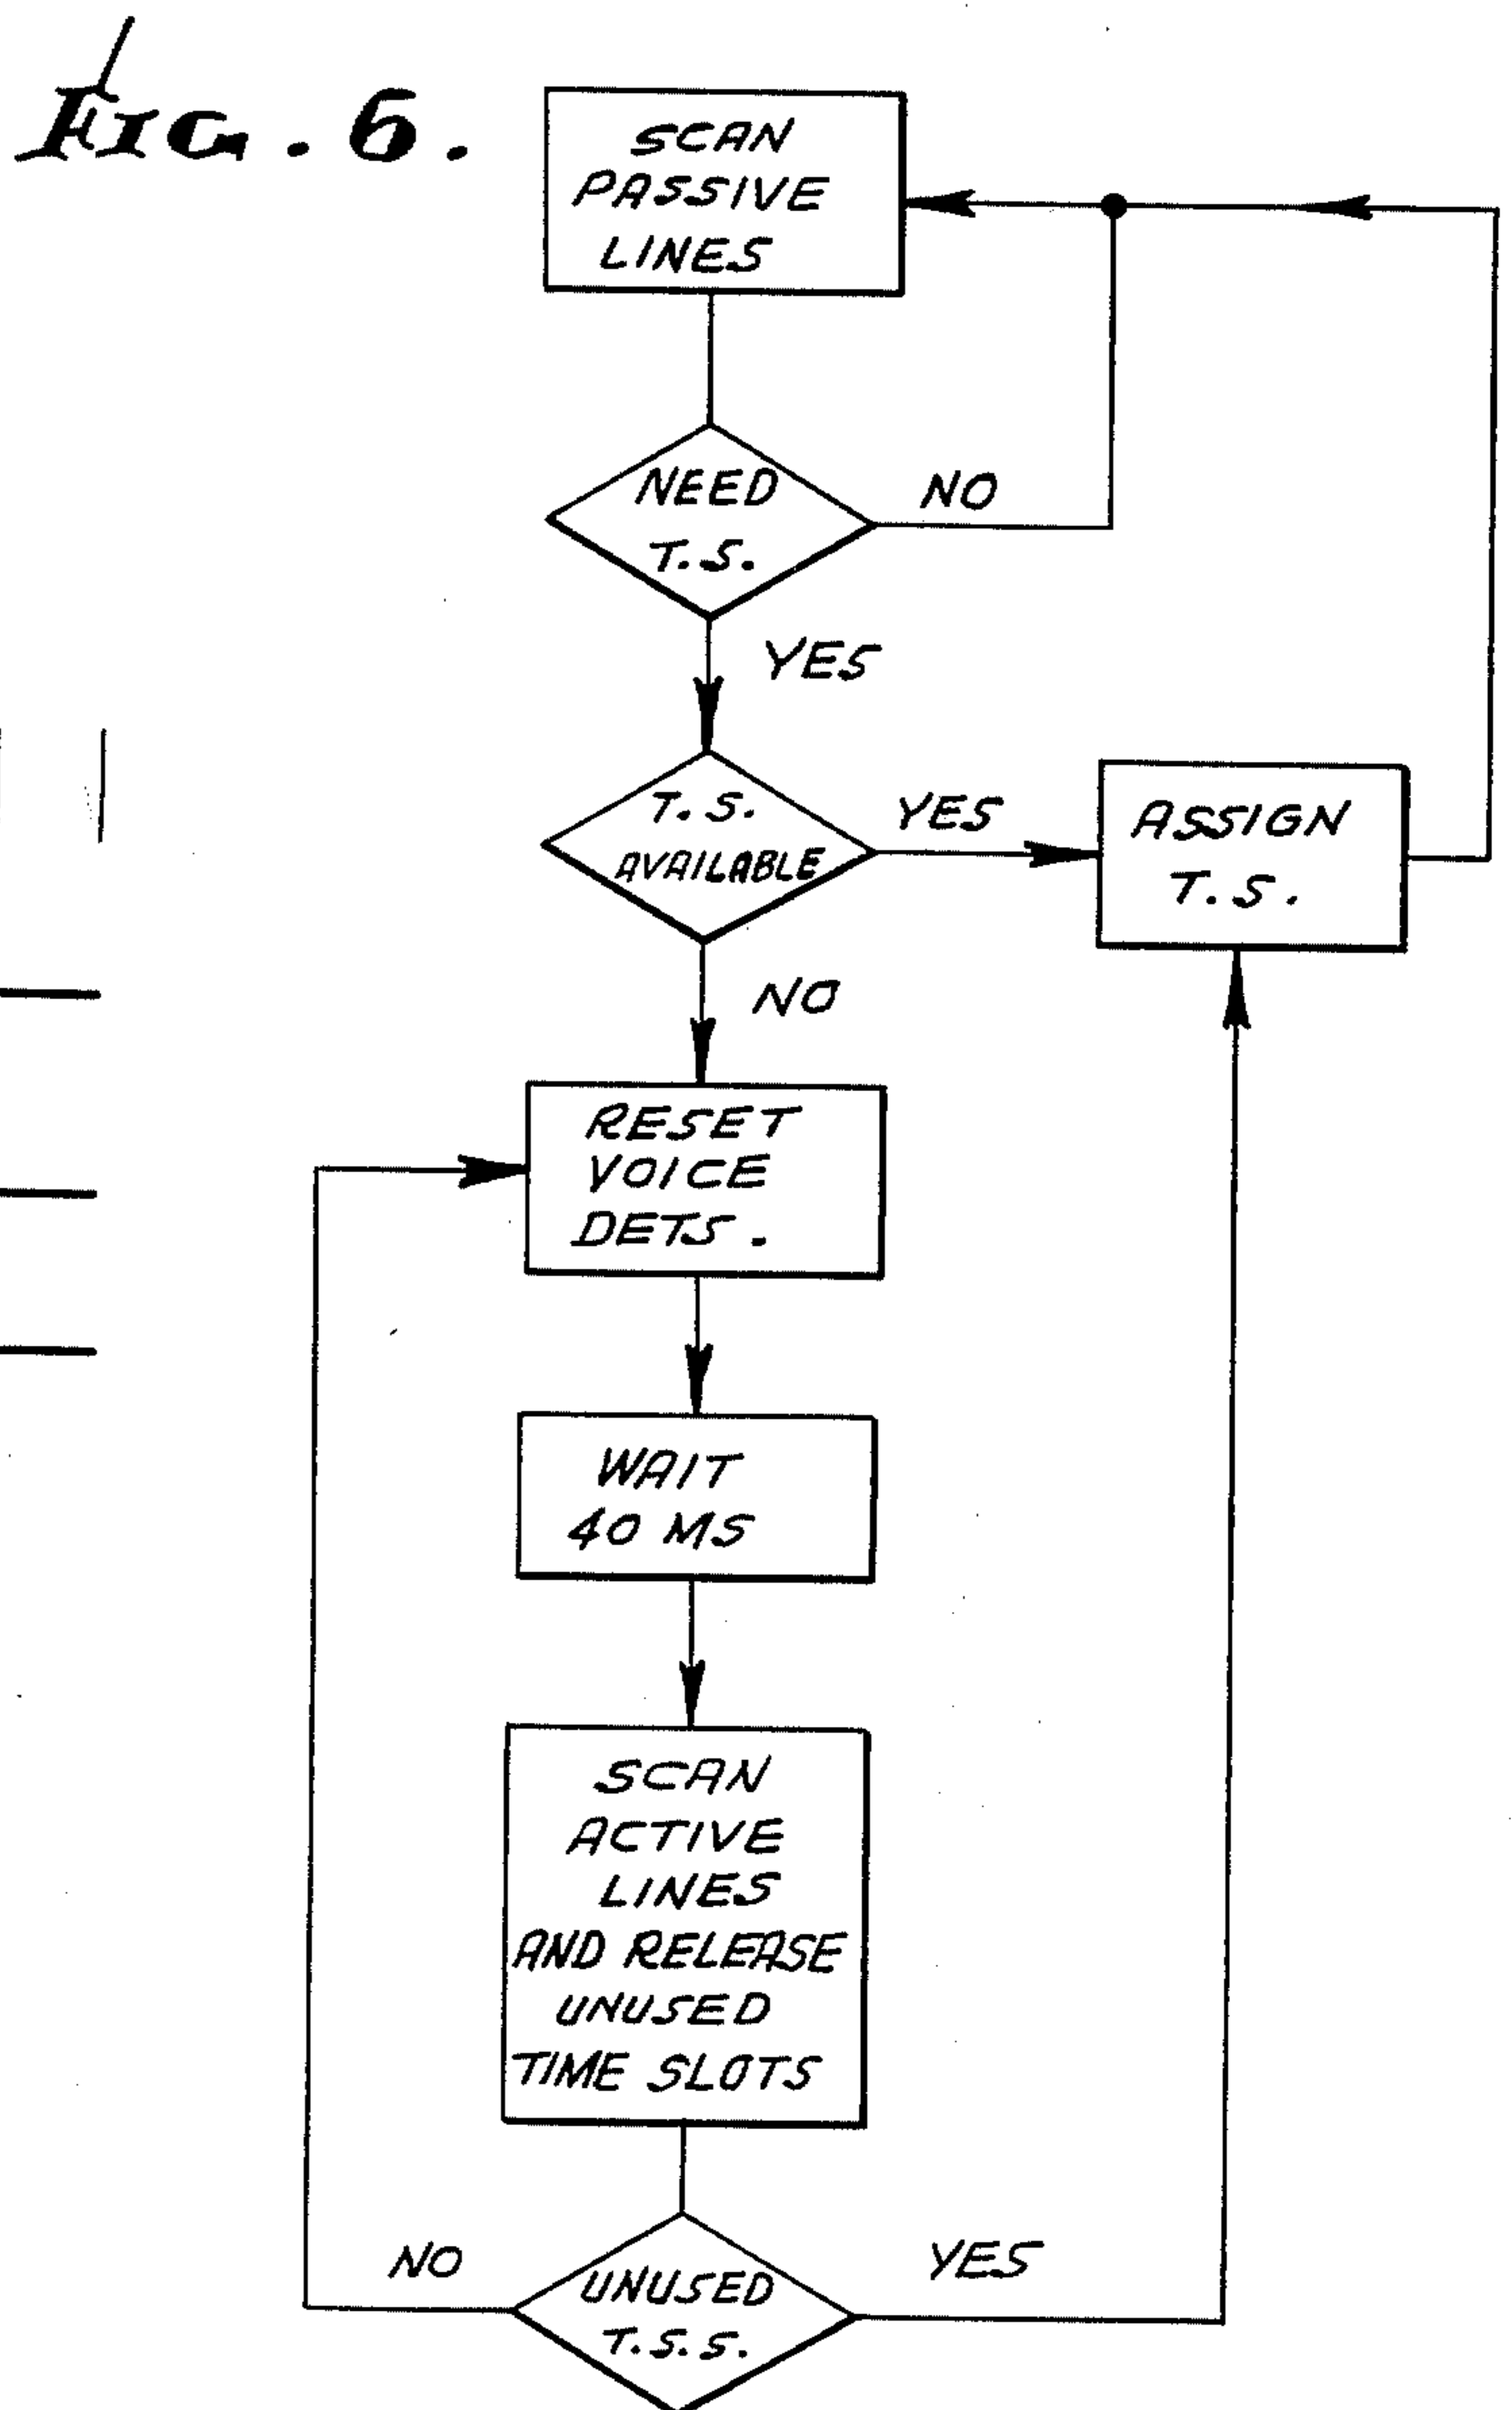 FIG. 6.
SCAN
PASSIVE
LINES
NEED
T.S.
NO
YES
T.S.
AVAILABLE
YES
ASSIGN
T.S.
NO
RESET
VOICE
DETS.
WAIT
40 MS
SCAN
ACTIVE
LINES
AND RELEASE
UNUSED
TIME SLOTS
NO
UNUSED
T.S.S.
YES